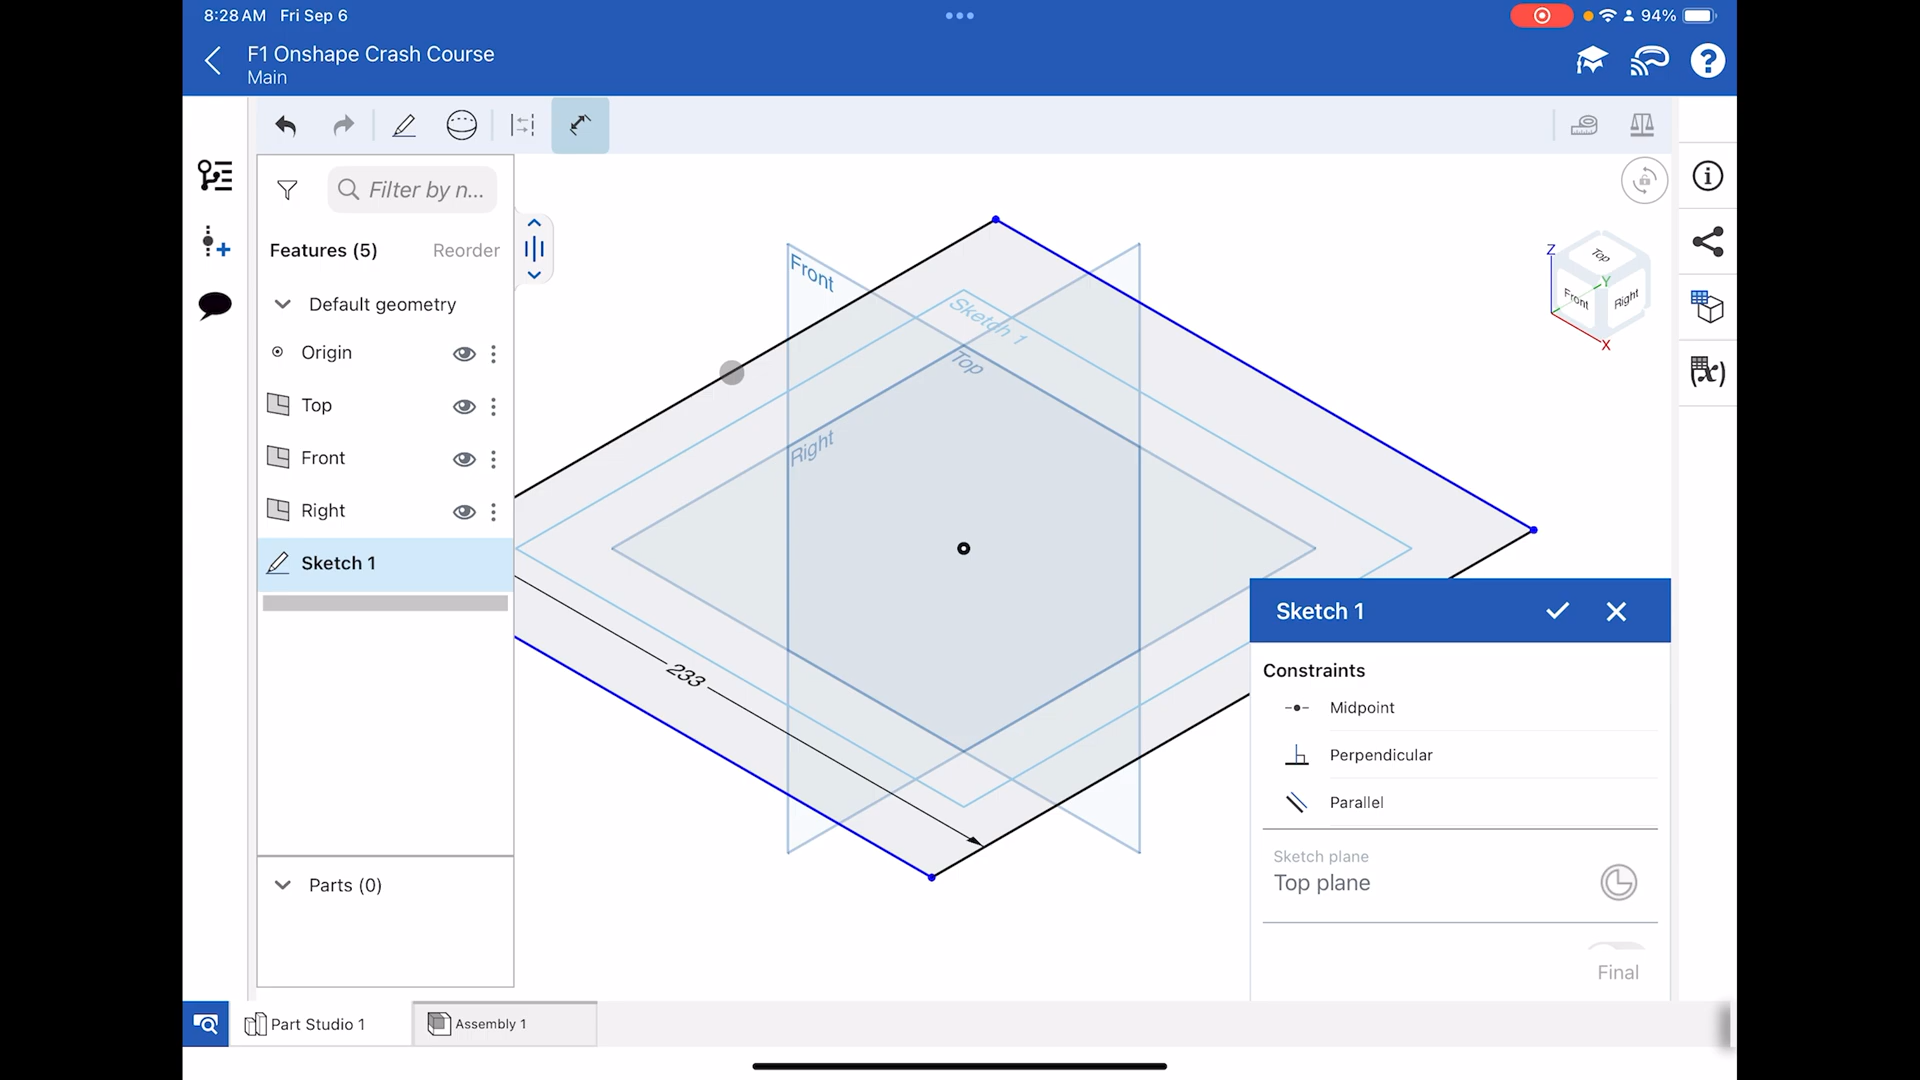 8:28 AM Fri Sep 6
94%
F1 Onshape Crash Course
Main
?
Filter by n...
Features (5)
Reorder
Default geometry
Origin
Top
Front
Right
Sketch 1
Parts (0)
Front
Sketch 1
Top
Right
233
Z
Top
Y
Front
Right
X
i
(x)
Sketch 1
Constraints
Midpoint
Perpendicular
Parallel
Sketch plane
Top plane
Final
Part Studio 1
Assembly 1